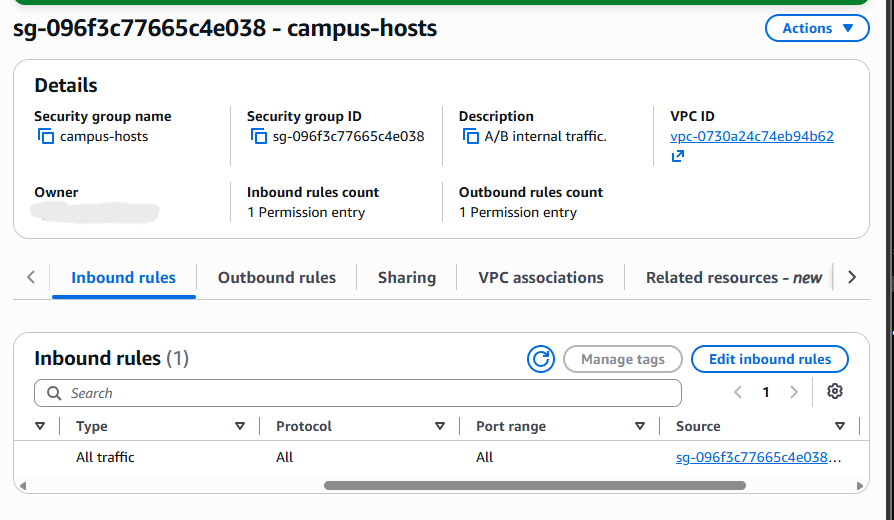 sg-096f3c77665c4e038 - campus-hosts
Actions
Details
Security group name
campus-hosts
Security group ID
sg-096f3c77665c4e038
Description
A/B internal traffic.
VPC ID
vpc-0730a24c74eb94b62
Owner
Inbound rules count
1 Permission entry
Outbound rules count
1 Permission entry
Inbound rules
Outbound rules
Sharing
VPC associations
Related resources - new
Inbound rules (1)
Manage tags
Edit inbound rules
Search
1
Type
Protocol
Port range
Source
All traffic
All
All
sg-096f3c77665c4e038...